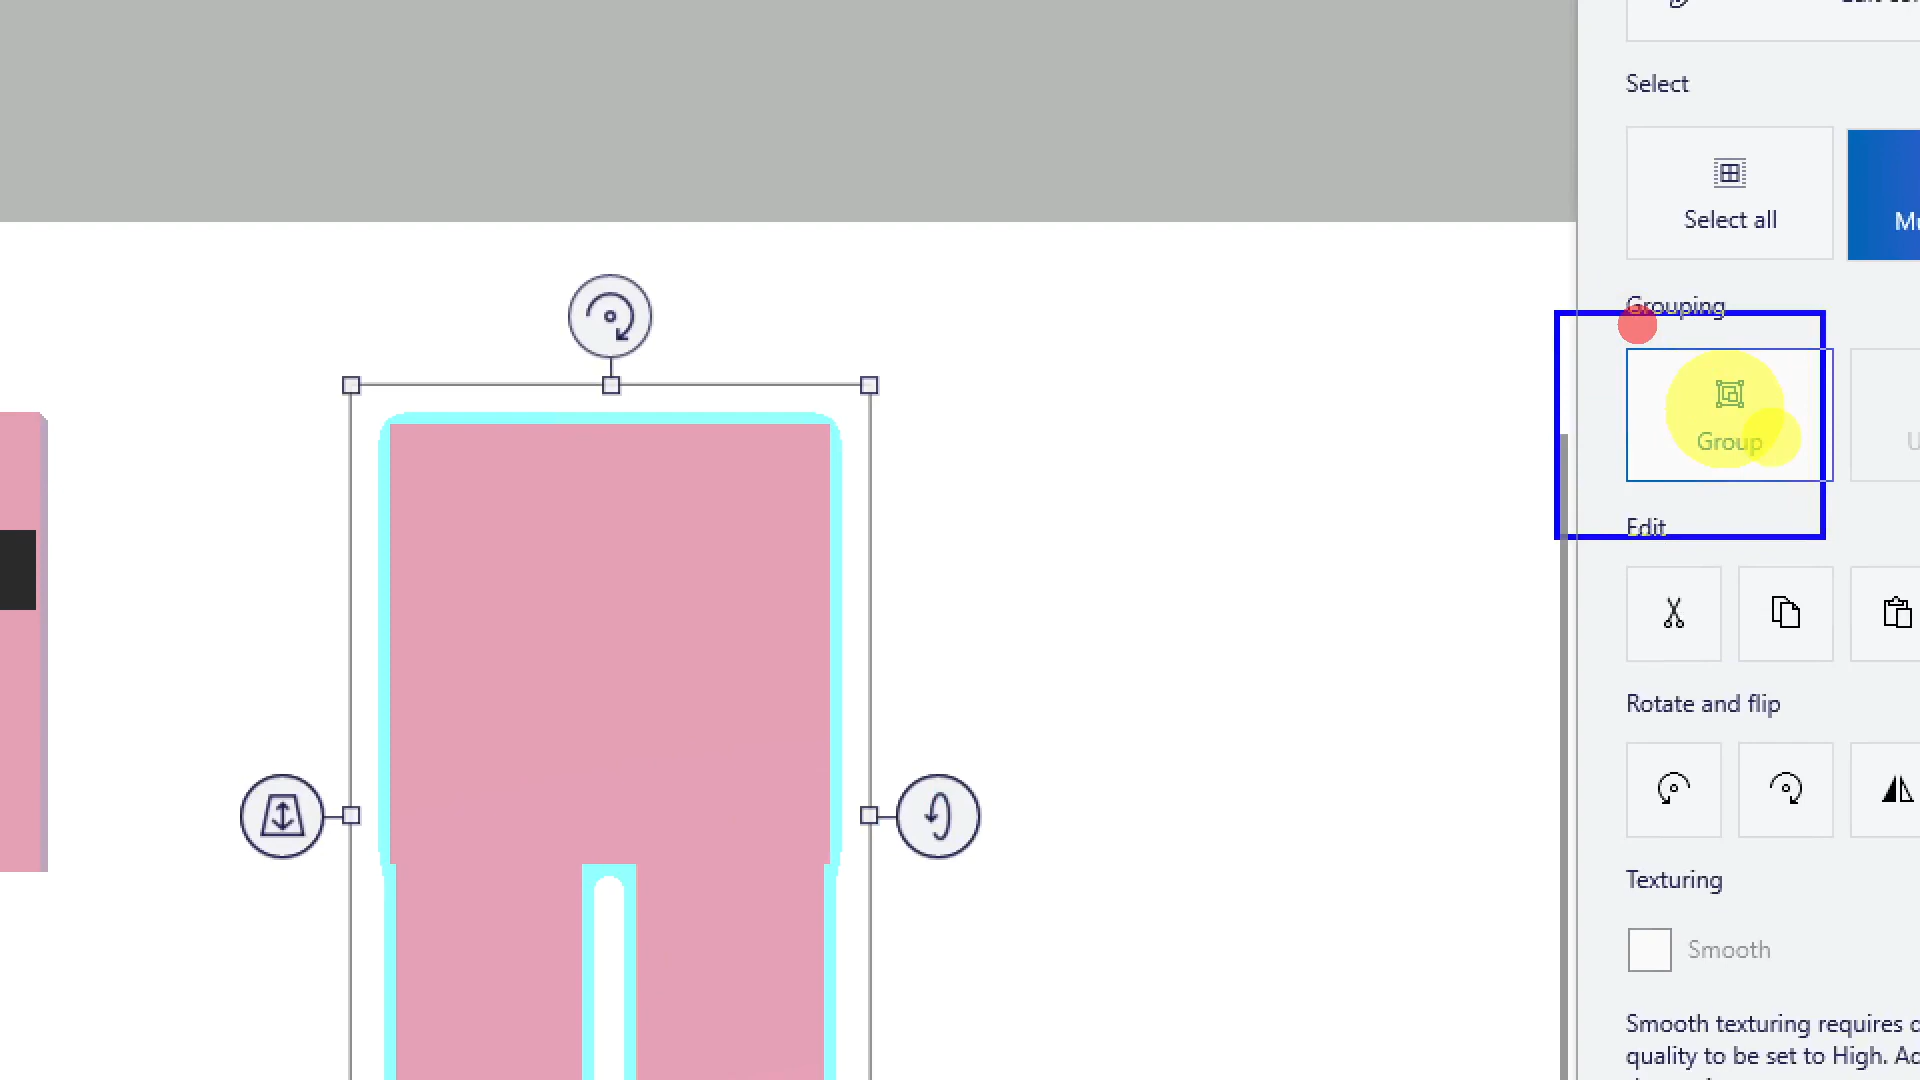 Select
Select all
Grouping
Group
Edit
Rotate and flip
Texturing
Smooth
Smooth texturing requires
quality to be set to High.